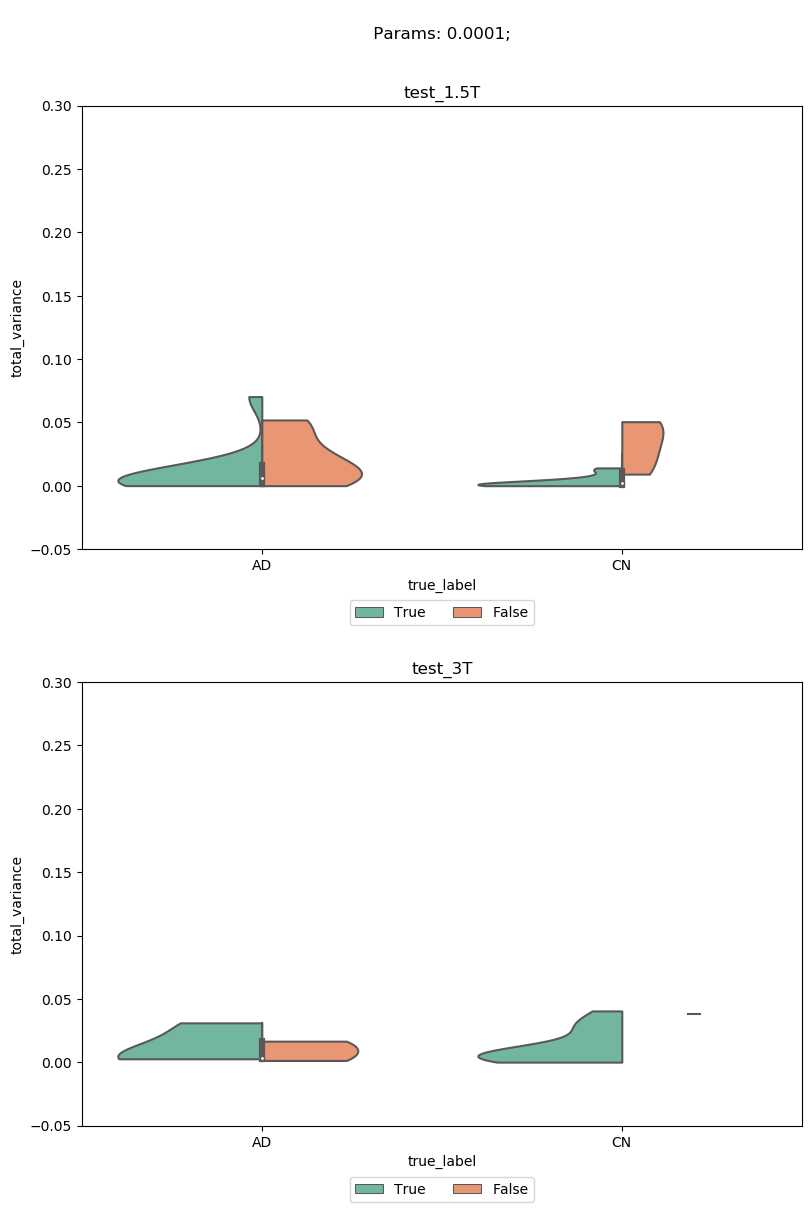 Params: 0.0001;
test_1.5T
0.30
0.25
0.20
0.15
0.10
0.05
0.00
−0.05
total_variance
AD
CN
true_label
True
False
test_3T
0.30
0.25
0.20
0.15
0.10
0.05
0.00
−0.05
total_variance
AD
CN
true_label
True
False